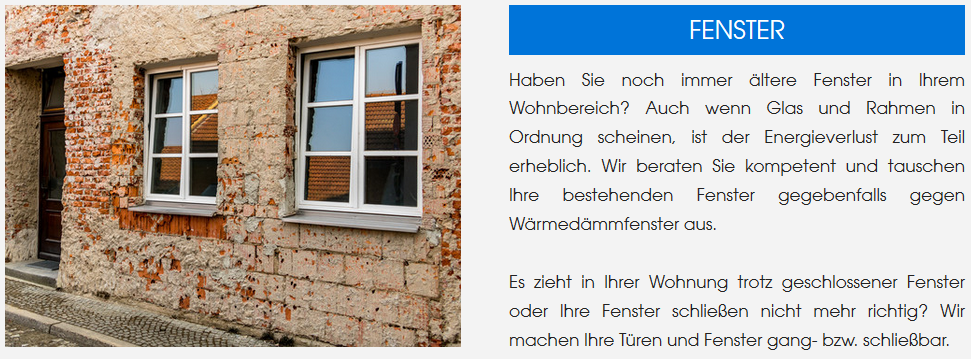 FENSTER
Haben Sie noch immer ältere Fenster in Ihrem
Wohnbereich? Auch wenn Glas und Rahmen in
Ordnung scheinen, ist der Energieverlust zum Teil
erheblich. Wir beraten Sie kompetent und tauschen
Ihre bestehenden Fenster gegebenfalls gegen
Wärmedämmfenster aus.
Es zieht in Ihrer Wohnung trotz geschlossener Fenster
oder Ihre Fenster schließen nicht mehr richtig? Wir
machen Ihre Türen und Fenster gang- bzw. schließbar.